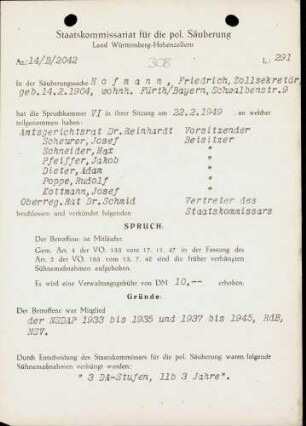 Staatskommissariat für die pol. Säuberung
Land Württemberg-Hohenzollern
Az: 14/B/2042
308
L. 291
In der Säuberungssache Hofmann, Friedrich, Zollsekretär,
geb.14.2.1904, wohnh. Fürth/Bayern, Schwalbenstr.9
hat die Spruchkammer VI in ihrer Sitzung am 22.2.1949 an welcher
teilgenommen haben:
Amtsgerichtsrat Dr.Reinhardt Vorsitzender
Scheurer, Josef Beisitzer
Schneider, Max "
Pfeiffer, Jakob "
Dieter, Adam "
Poppe, Rudolf "
Kottmann, Josef "
Oberreg.Rat Dr.Schmid Vertreter des
beschlossen und verkündet folgenden Staatskommissars
SPRUCH:
Der Betroffene ist Mitläufer.
Gem. Art. 4 der VO. 133 vom 17. 11. 47 in der Fassung des
Art. 2 der VO. 165 vom 13. 7. 48 sind die früher verhängten
Sühnemaßnahmen aufgehoben.
Es wird eine Verwaltungsgebühr von DM 10.-- erhoben.
Gründe:
Der Betroffene war Mitglied
der NSDAP 1933 bis 1935 und 1937 bis 1945, RdB,
NSV.
Durch Entscheidung des Staatskommissars für die pol. Säuberung waren folgende
Sühnemaßnahmen verhängt worden:
" 3 DA-Stufen, 11b 3 Jahre".